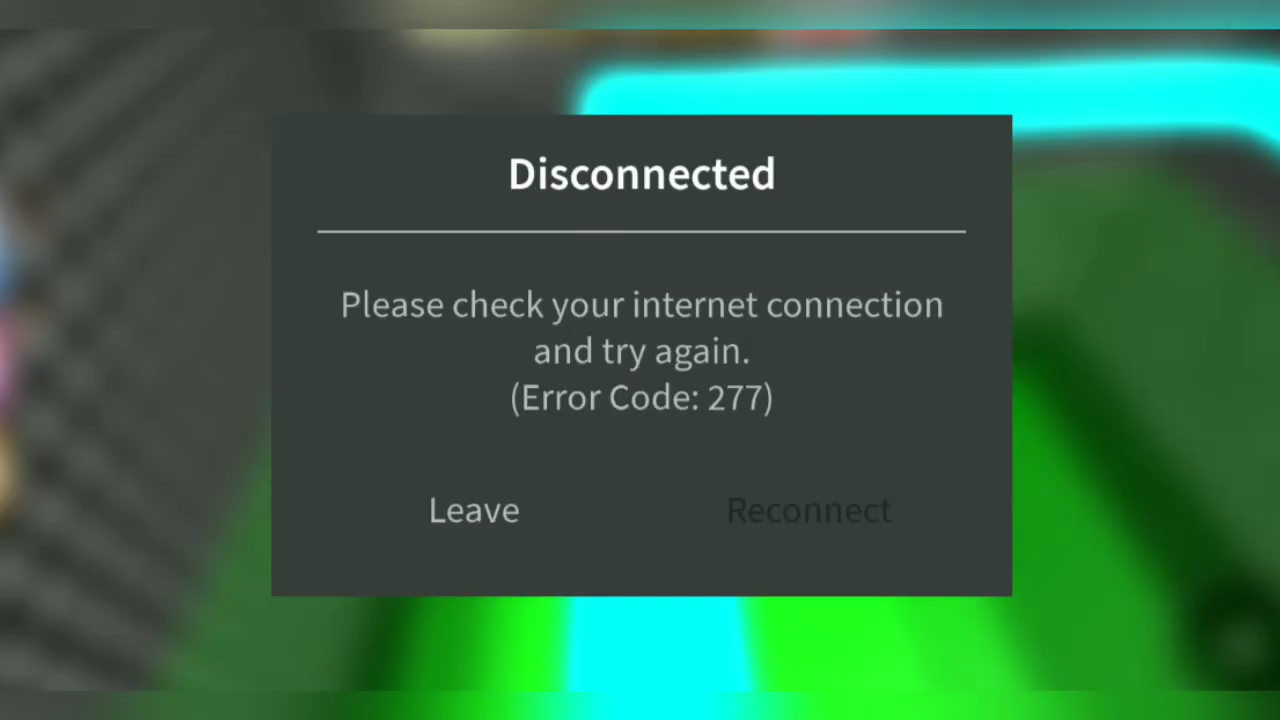 Disconnected
Please check your internet connection
and try again.
(Error Code: 277)
Leave
Reconnect